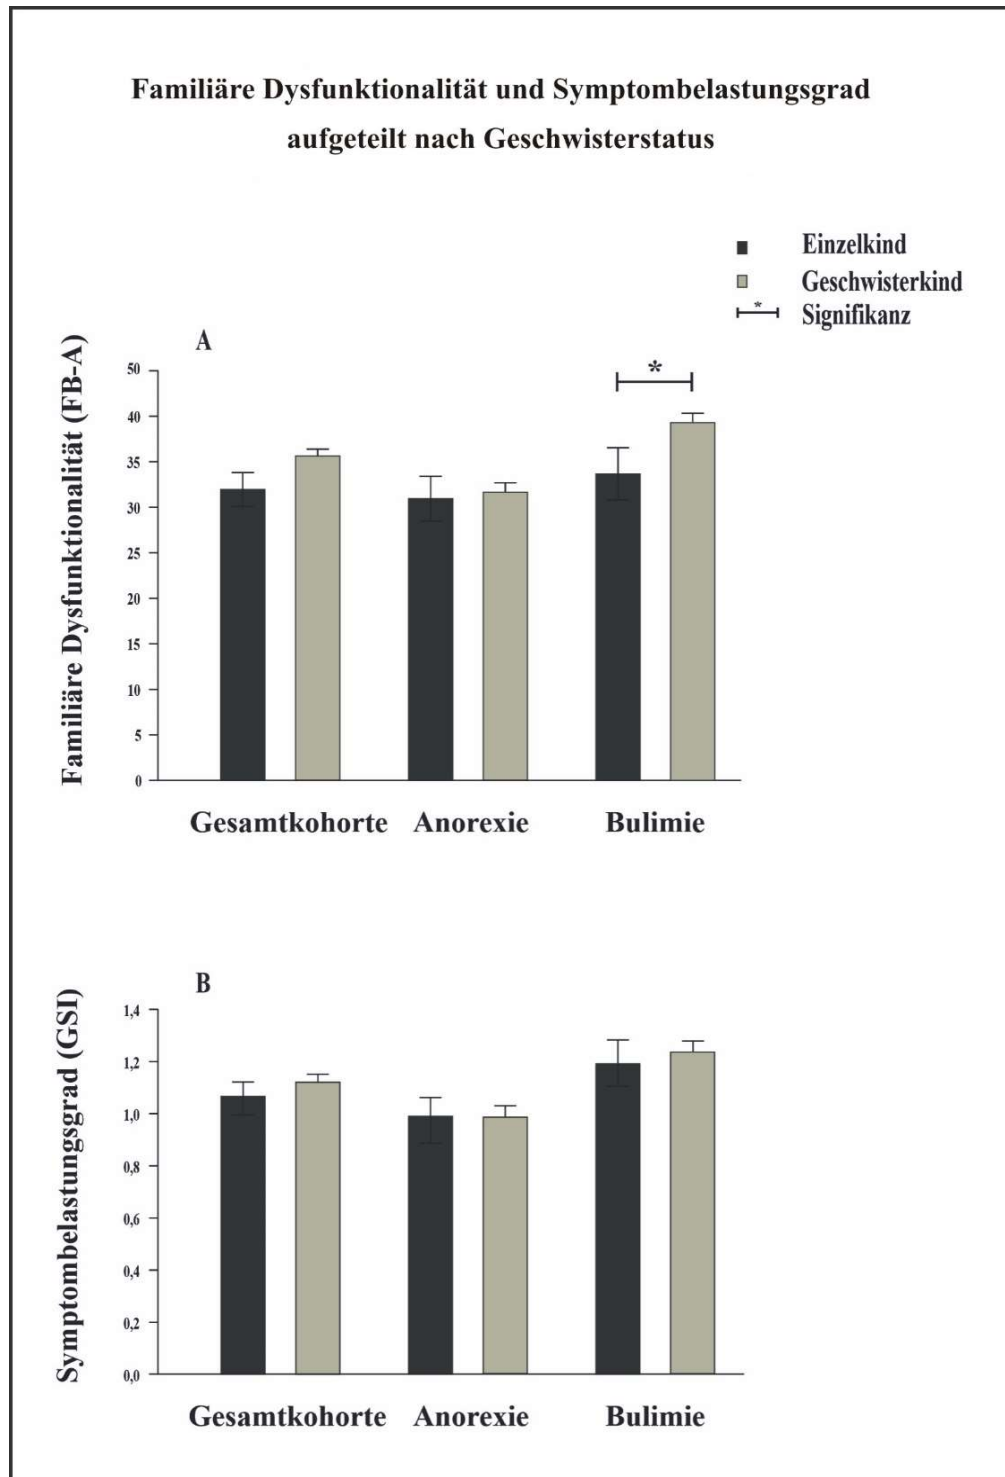 Familiäre Dysfunktionalität und Symptombelastungsgrad
aufgeteilt nach Geschwisterstatus
Einzelkind
Geschwisterkind
* Signifikanz
A
Familiäre Dysfunktionalität (FB-A)
50
40
35
30
25
20
15
10
5
0
*
Gesamtkohorte Anorexie Bulimie
B
Symptombelastungsgrad (GSI)
1,4
1,2
1,0
0,8
0,6
0,4
0,2
0,0
Gesamtkohorte Anorexie Bulimie